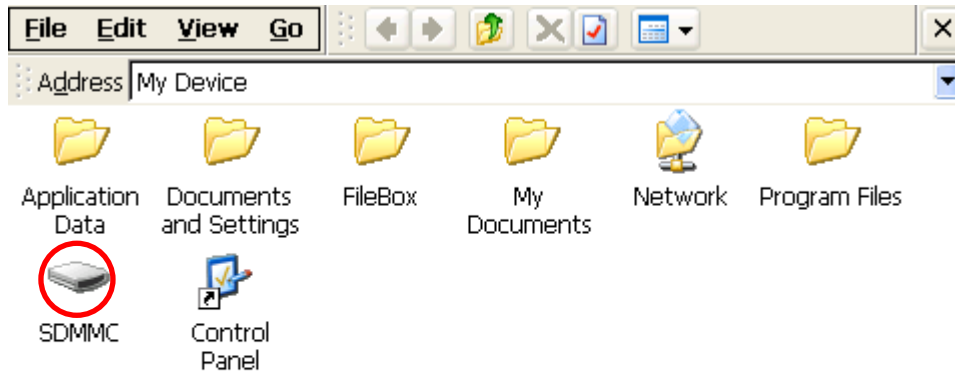 File Edit View Go
Address My Device
Application Data
Documents and Settings
FileBox
My Documents
Network
Program Files
SDMMC
Control Panel